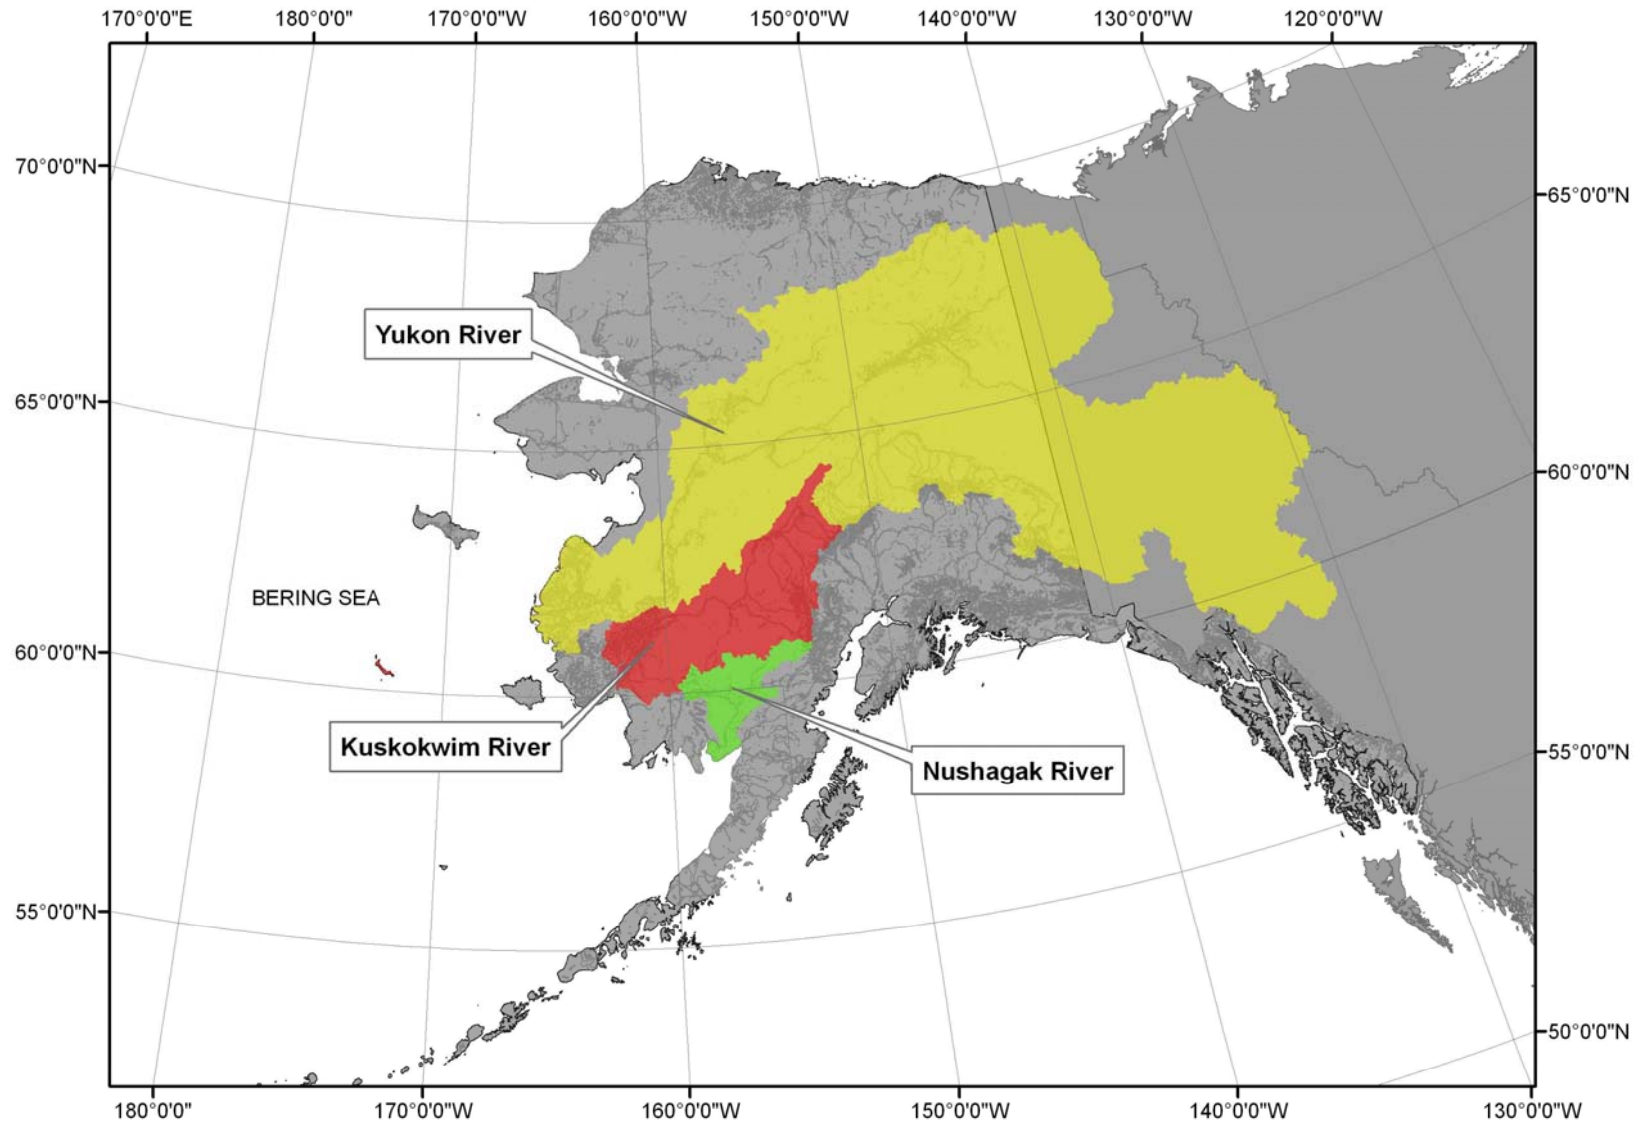 170°0'0"E 180°0'0" 170°0'0"W 160°0'0"W 150°0'0"W 140°0'0"W 130°0'0"W 120°0'0"W
70°0'0"N
65°0'0"N
Yukon River
65°0'0"N
60°0'0"N
BERING SEA
60°0'0"N
Kuskokwim River
55°0'0"N
Nushagak River
55°0'0"N
50°0'0"N
180°0'0" 170°0'0"W 160°0'0"W 150°0'0"W 140°0'0"W 130°0'0"W